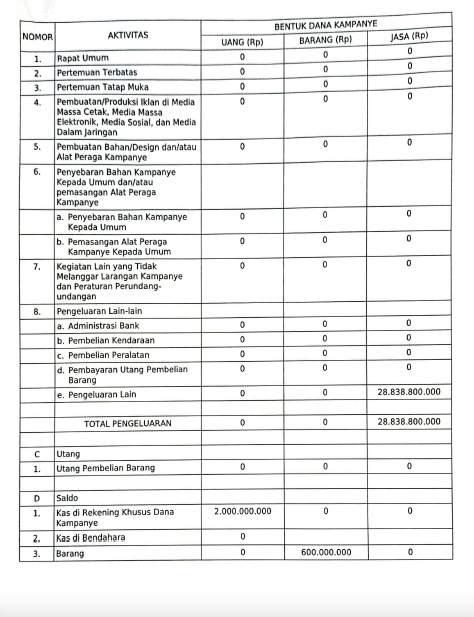 NOMOR AKTIVITAS BENTUK DANA KAMPANYE
UANG (Rp) BARANG (Rp) JASA (Rp)
1. Rapat Umum 0 0 0
2. Pertemuan Terbatas 0 0 0
3. Pertemuan Tatap Muka 0 0 0
4. Pembuatan/Produksi Iklan di Media 0 0 0
Massa Cetak, Media Massa
Elektronik, Media Sosial, dan Media
Dalam Jaringan
5. Pembuatan Bahan/Design dan/atau 0 0 0
Alat Peraga Kampanye
6. Penyebaran Bahan Kampanye
Kepada Umum dan/atau
pemasangan Alat Peraga
Kampanye
a. Penyebaran Bahan Kampanye 0 0 0
Kepada Umum
b. Pemasangan Alat Peraga 0 0 0
Kampanye Kepada Umum
7. Kegiatan Lain yang Tidak 0 0 0
Melanggar Larangan Kampanye
dan Peraturan Perundang-
undangan
8. Pengeluaran Lain-lain
a. Administrasi Bank 0 0 0
b. Pembelian Kendaraan 0 0 0
c. Pembelian Peralatan 0 0 0
d. Pembayaran Utang Pembelian 0 0 0
Barang
e. Pengeluaran Lain 0 0 28.838.800.000
TOTAL PENGELUARAN 0 0 28.838.800.000
C Utang
1. Utang Pembelian Barang 0 0 0
D Saldo
1. Kas di Rekening Khusus Dana 2.000.000.000 0 0
Kampanye
2. Kas di Bendahara 0
3. Barang 0 600.000.000 0